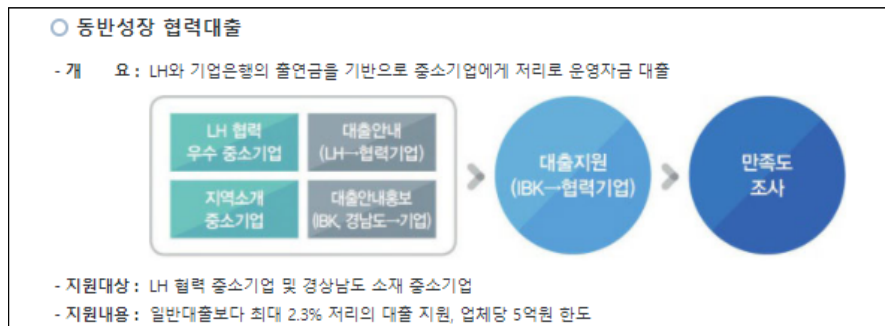 동반성장 협력대출
- 개 요 : LH와 기업은행의 출연금을 기반으로 중소기업에게 저리로 운영자금 대출
LH 협력
우수 중소기업
대출안내
(LH→협력기업)
지역소개
중소기업
대출안내홍보
(IBK, 경남도→기업)
대출지원
(IBK→협력기업)
만족도
조사
- 지원대상 : LH 협력 중소기업 및 경상남도 소재 중소기업
- 지원내용 : 일반대출보다 최대 2.3% 저리의 대출 지원, 업체당 5억원 한도